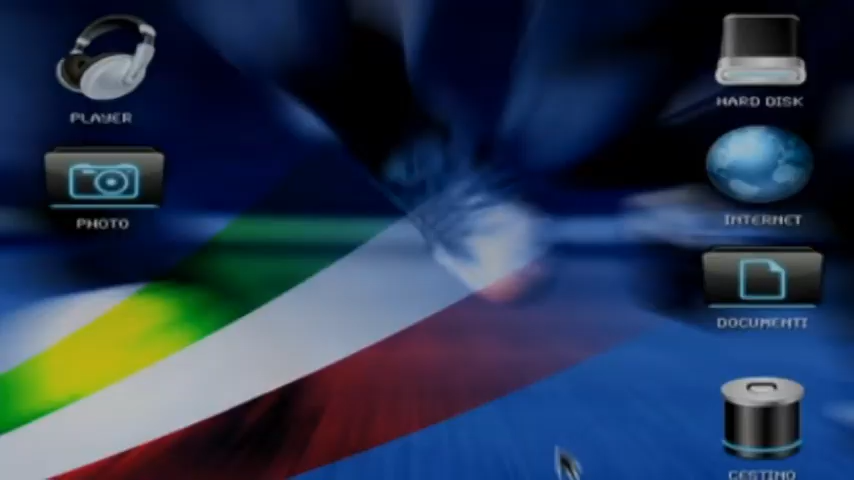 PLAYER
PHOTO
HARD DISK
INTERNET
DOCUMENTI
CESTINO